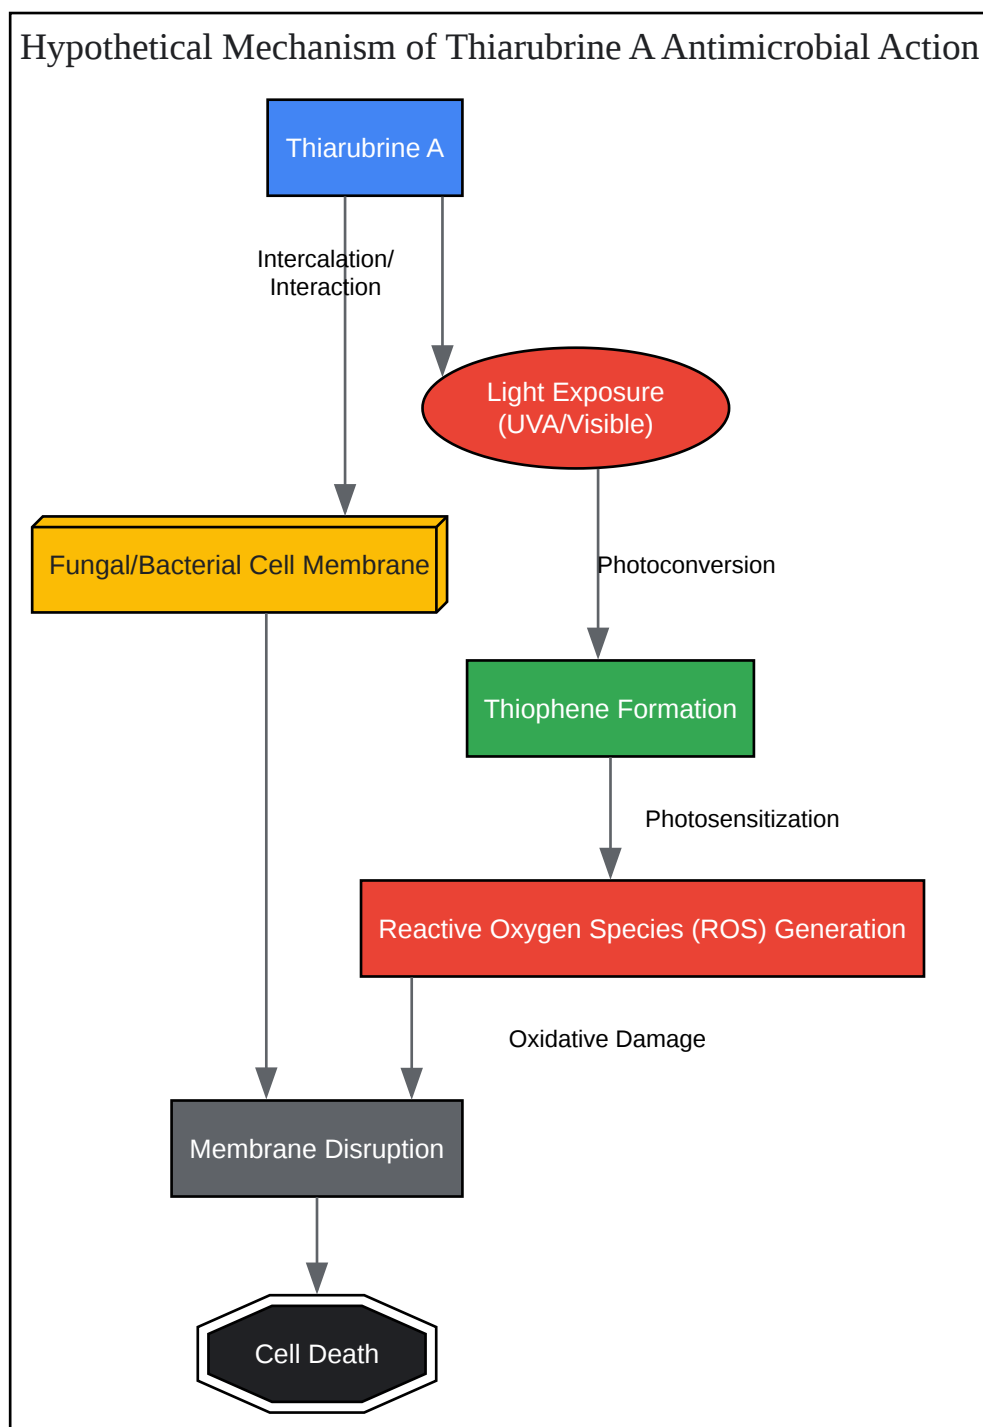 Hypothetical Mechanism of Thiarubrine A Antimicrobial Action
Thiarubrine A
Intercalation/
Interaction
Light Exposure
(UVA/Visible)
Fungal/Bacterial Cell Membrane
Photoconversion
Thiophene Formation
Photosensitization
Reactive Oxygen Species (ROS) Generation
Oxidative Damage
Membrane Disruption
Cell Death